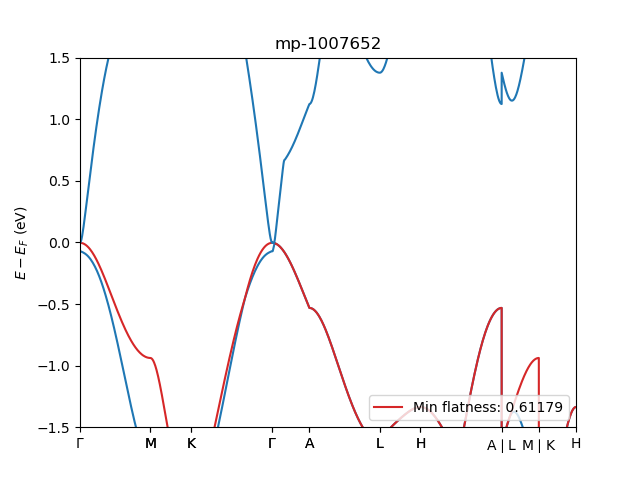 mp-1007652
E − E_F (eV)
1.5
1.0
0.5
0.0
−0.5
−1.0
−1.5
Min flatness: 0.61179
Γ M K Γ A L H A | L M | K H